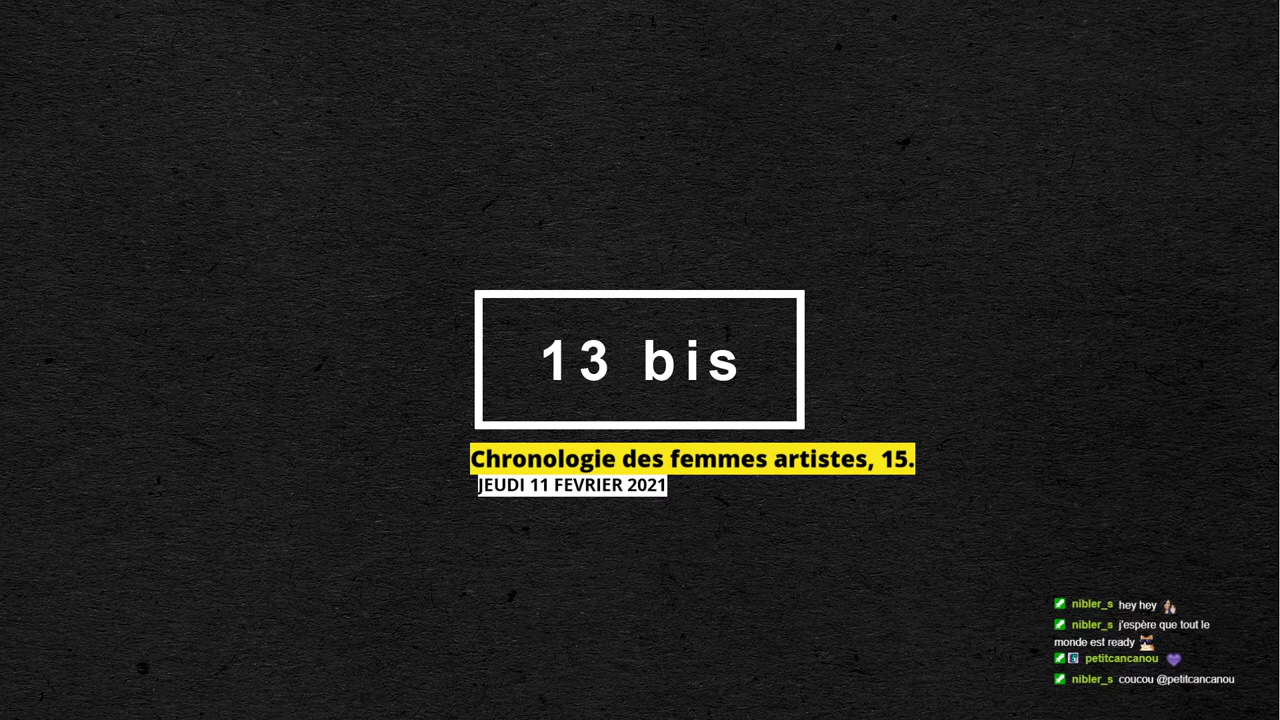 13 bis
Chronologie des femmes artistes, 15.
JEUDI 11 FEVRIER 2021
nibler_s hey hey
nibler_s j'espère que tout le
monde est ready
petitcancanou
nibler_s coucou @petitcancanou